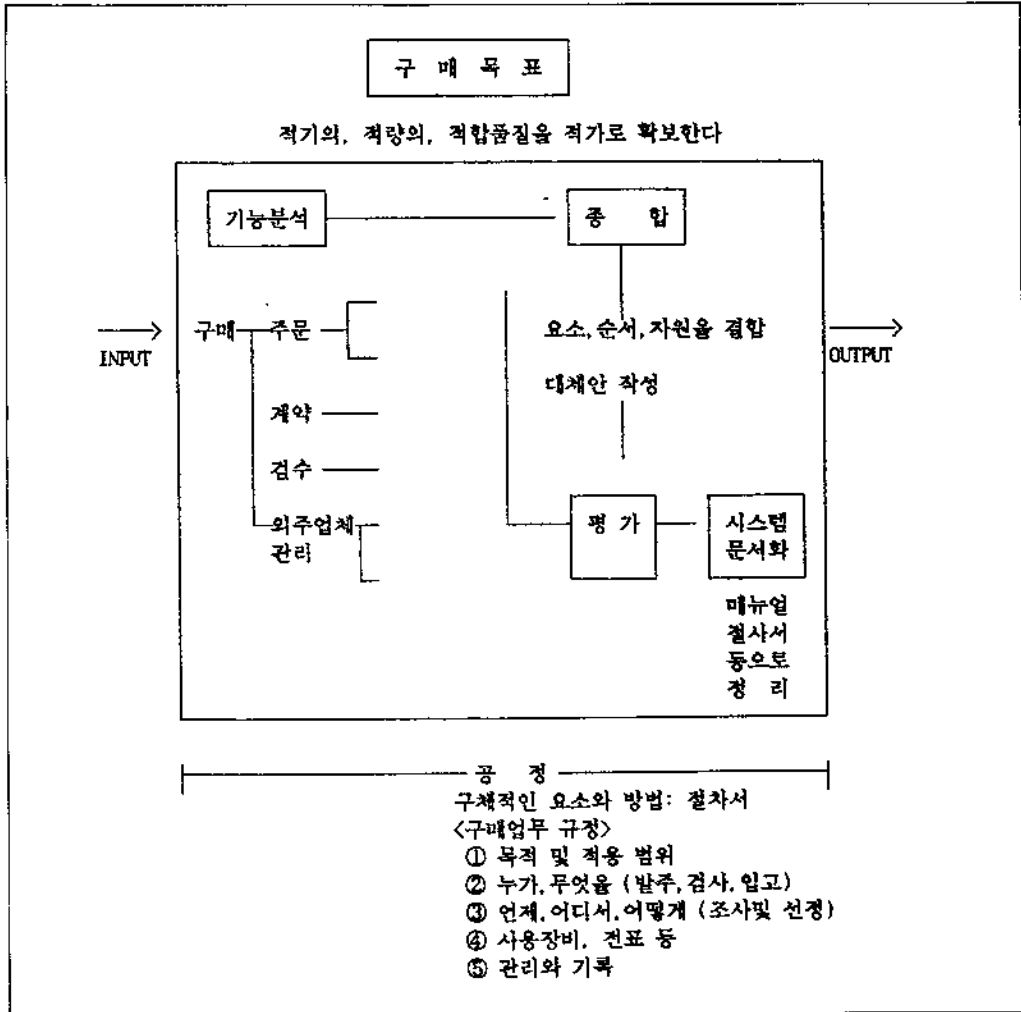 구 매 목 표
적기의, 적량의, 적합품질을 적가로 확보한다
기능분석
종 합
INPUT
구매 주문
요소, 순서, 자원을 결합
OUTPUT
대체안 작성
계약
검수
외주업체
관리
평 가
시스템
문서화
매뉴얼
절사서
등으로
정 리
공 정
구체적인 요소와 방법: 절차서
<구매업무 규정>
① 목적 및 적용 범위
② 누가, 무엇을 (발주, 검사, 입고)
③ 언제, 어디서, 어떻게 (조사및 선정)
④ 사용장비, 전표 등
⑤ 관리와 기록